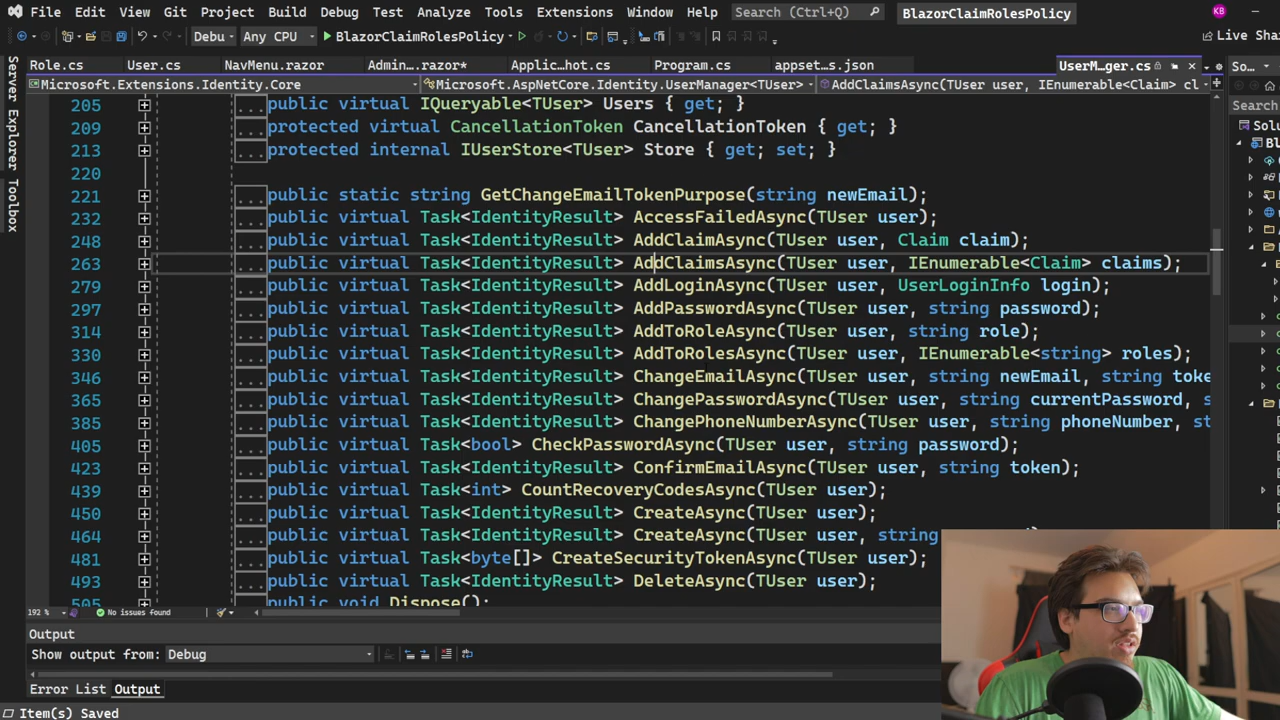 File Edit View Git Project Build Debug Test Analyze Tools Extensions Window Help Search (Ctrl+Q) BlazorClaimRolesPolicy KB
Debu Any CPU BlazorClaimRolesPolicy Live Sha
Role.cs User.cs NavMenu.razor Admin...razor* Applic...hot.cs Program.cs appset...s.json UserM...ger.cs So...
Microsoft.Extensions.Identity.Core Microsoft.AspNetCore.Identity.UserManager<TUser> AddClaimsAsync(TUser user, IEnumerable<Claim> cl
Server Explorer
Toolbox
Search
Solu
Bl
205 ... public virtual IQueryable<TUser> Users { get; }
209 ... protected virtual CancellationToken CancellationToken { get; }
213 ... protected internal IUserStore<TUser> Store { get; set; }
220
221 ... public static string GetChangeEmailTokenPurpose(string newEmail);
232 ... public virtual Task<IdentityResult> AccessFailedAsync(TUser user);
248 ... public virtual Task<IdentityResult> AddClaimAsync(TUser user, Claim claim);
263 ... public virtual Task<IdentityResult> AddClaimsAsync(TUser user, IEnumerable<Claim> claims);
279 ... public virtual Task<IdentityResult> AddLoginAsync(TUser user, UserLoginInfo login);
297 ... public virtual Task<IdentityResult> AddPasswordAsync(TUser user, string password);
314 ... public virtual Task<IdentityResult> AddToRoleAsync(TUser user, string role);
330 ... public virtual Task<IdentityResult> AddToRolesAsync(TUser user, IEnumerable<string> roles);
346 ... public virtual Task<IdentityResult> ChangeEmailAsync(TUser user, string newEmail, string toke
365 ... public virtual Task<IdentityResult> ChangePasswordAsync(TUser user, string currentPassword, s
385 ... public virtual Task<IdentityResult> ChangePhoneNumberAsync(TUser user, string phoneNumber, st
405 ... public virtual Task<bool> CheckPasswordAsync(TUser user, string password);
423 ... public virtual Task<IdentityResult> ConfirmEmailAsync(TUser user, string token);
439 ... public virtual Task<int> CountRecoveryCodesAsync(TUser user);
450 ... public virtual Task<IdentityResult> CreateAsync(TUser user);
464 ... public virtual Task<IdentityResult> CreateAsync(TUser user, string
481 ... public virtual Task<byte[]> CreateSecurityTokenAsync(TUser user);
493 ... public virtual Task<IdentityResult> DeleteAsync(TUser user);
505 public void Dispose();
192 % No issues found
Output
Show output from: Debug
Error List Output
Item(s) Saved